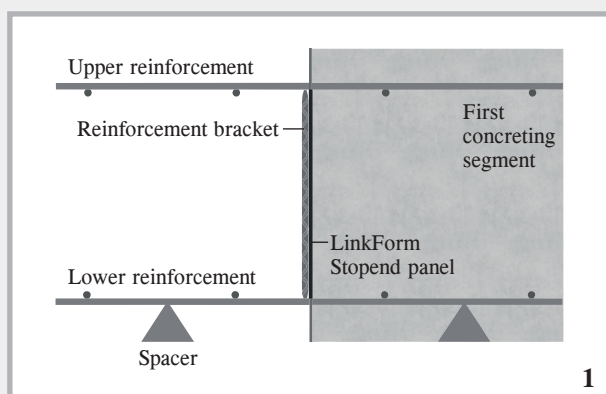 Upper reinforcement
Reinforcement bracket
First
concreting
segment
LinkForm
Stopend panel
Lower reinforcement
Spacer
1